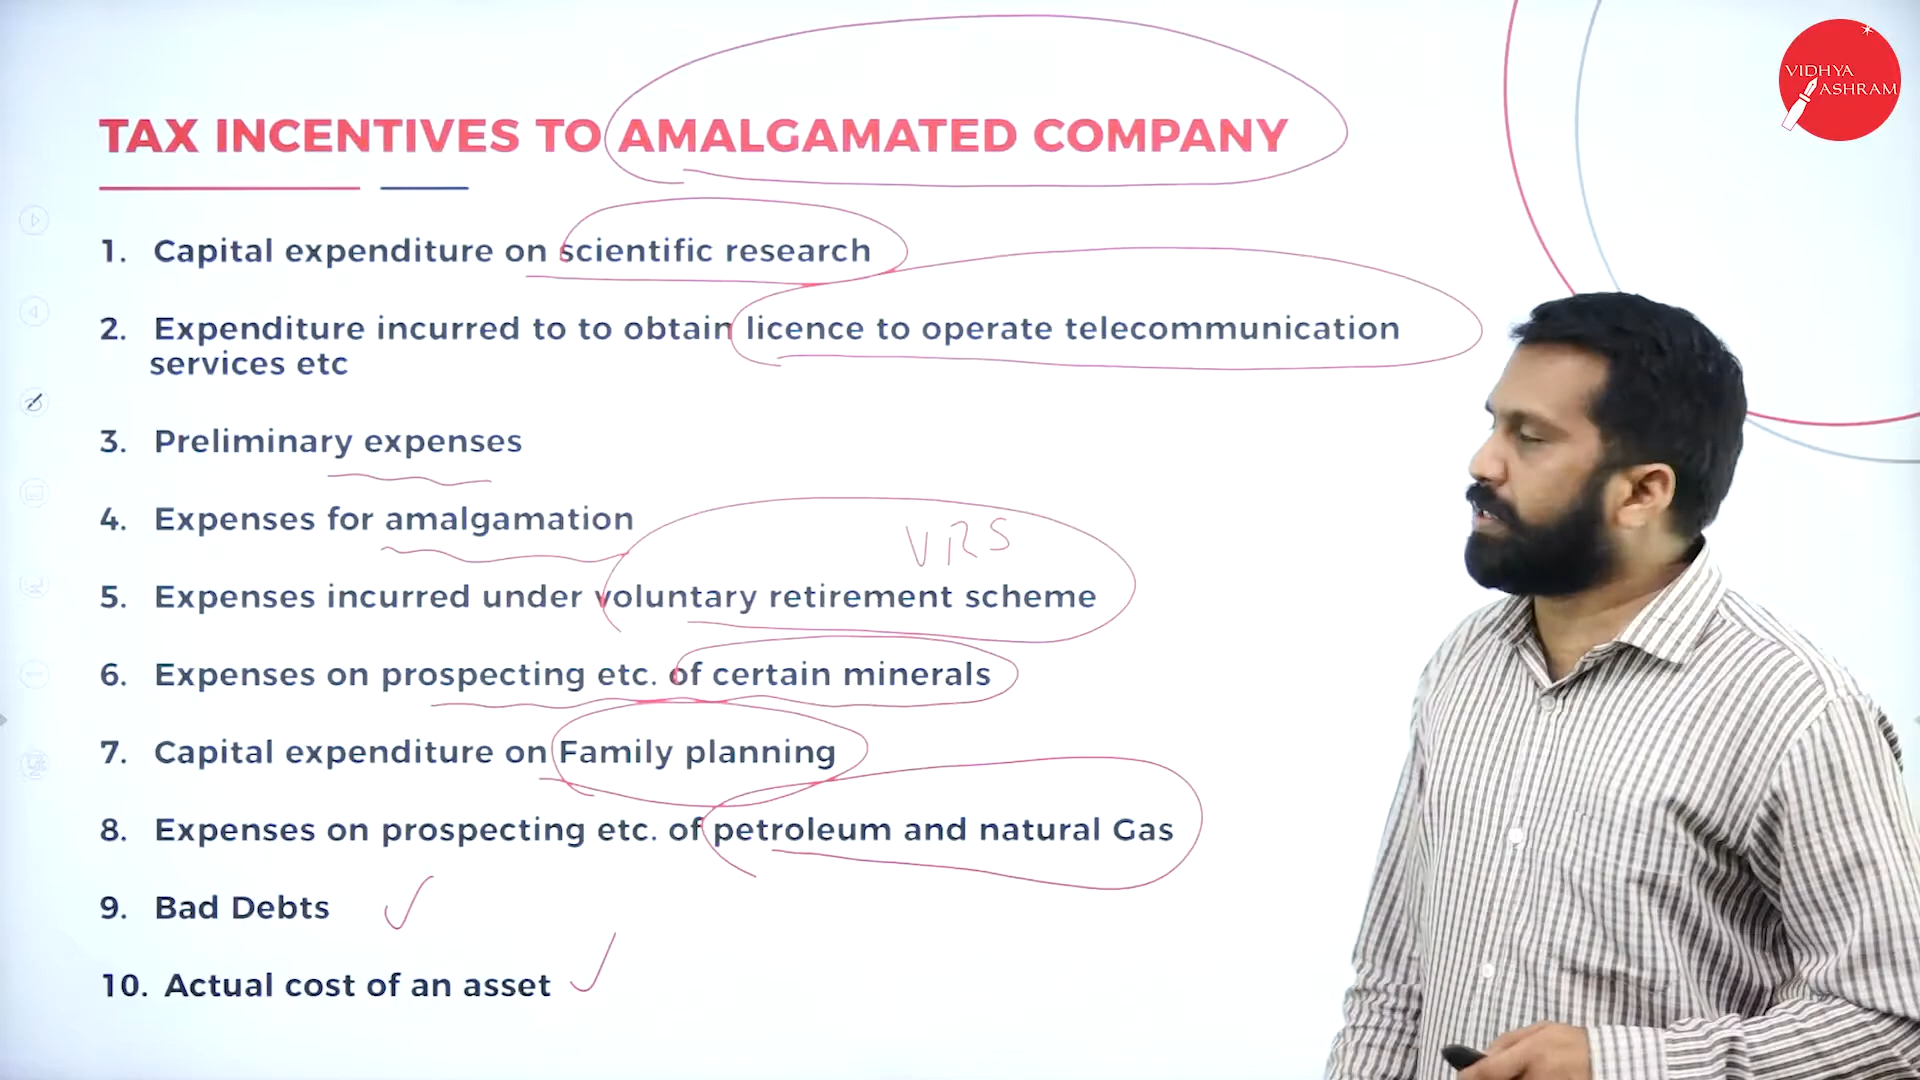 VIDHYA
ASHRAM
TAX INCENTIVES TO AMALGAMATED COMPANY
1. Capital expenditure on scientific research
2. Expenditure incurred to to obtain licence to operate telecommunication
services etc
3. Preliminary expenses
4. Expenses for amalgamation
VRS
5. Expenses incurred under voluntary retirement scheme
6. Expenses on prospecting etc. of certain minerals
7. Capital expenditure on Family planning
8. Expenses on prospecting etc. of petroleum and natural Gas
9. Bad Debts
10. Actual cost of an asset